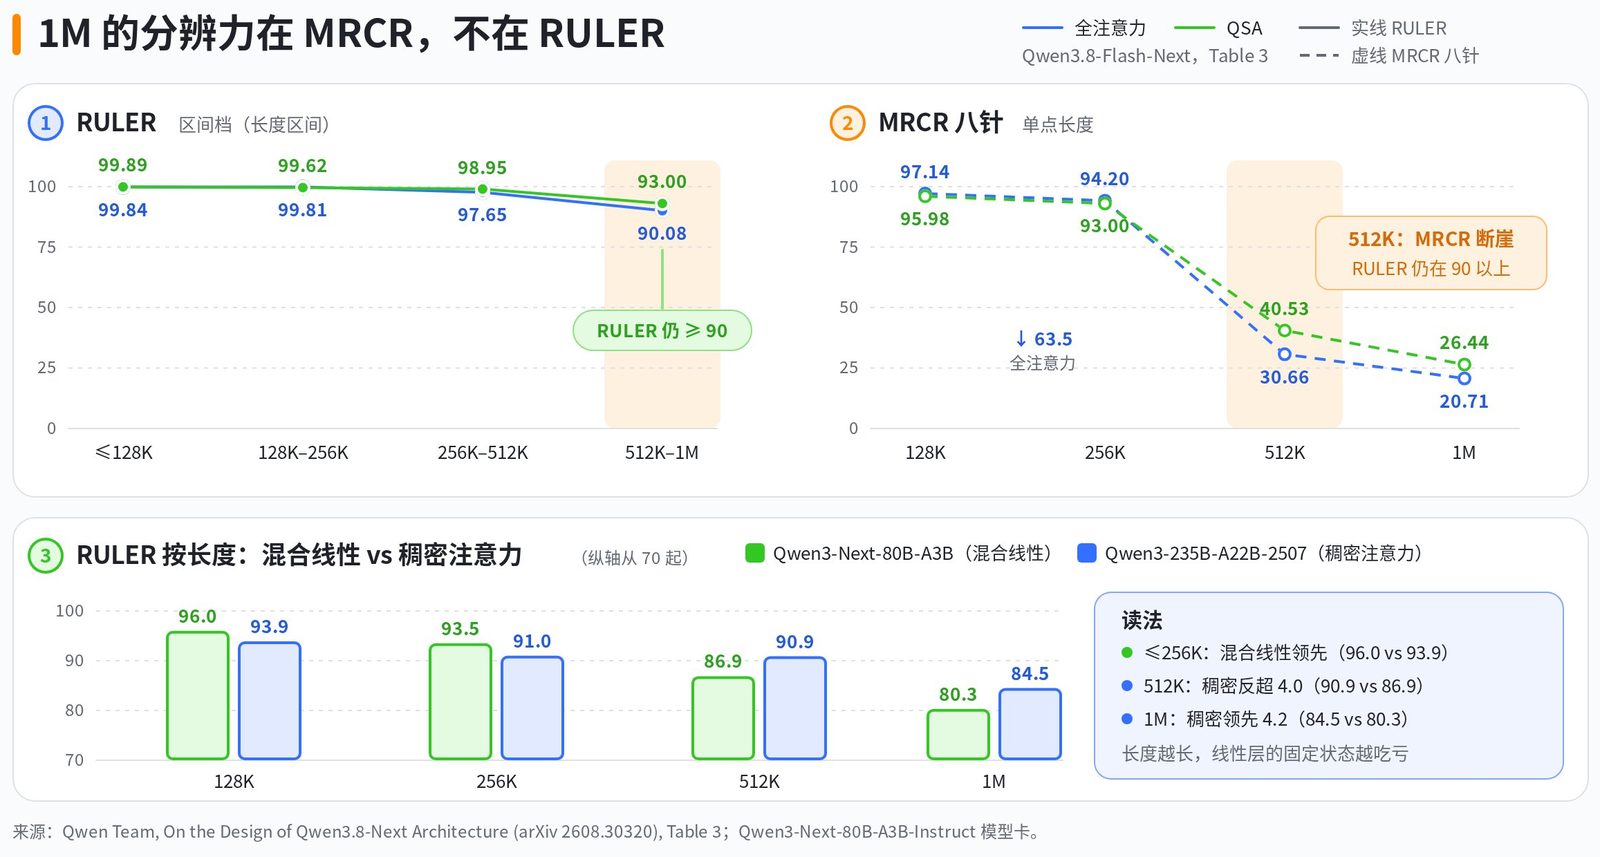 1M 的分辨力在 MRCR，不在 RULER
全注意力 QSA 实线 RULER
Qwen3.8-Flash-Next，Table 3 虚线 MRCR 八针
1 RULER 区间档（长度区间）
99.89 99.62 98.95 93.00
100
99.84 99.81 97.65 90.08
75
50
RULER 仍 ≥ 90
25
0
≤128K 128K–256K 256K–512K 512K–1M
2 MRCR 八针 单点长度
97.14 94.20
100
95.98 93.00
75
512K：MRCR 断崖
RULER 仍在 90 以上
50
40.53
↓ 63.5
全注意力
26.44
25
30.66
20.71
0
128K 256K 512K 1M
3 RULER 按长度：混合线性 vs 稠密注意力 （纵轴从 70 起） Qwen3-Next-80B-A3B（混合线性） Qwen3-235B-A22B-2507（稠密注意力）
100
96.0 93.9 93.5 91.0 86.9 90.9 80.3 84.5
90
80
70
128K 256K 512K 1M
读法
≤256K：混合线性领先（96.0 vs 93.9）
512K：稠密反超 4.0（90.9 vs 86.9）
1M：稠密领先 4.2（84.5 vs 80.3）
长度越长，线性层的固定状态越吃亏
来源：Qwen Team, On the Design of Qwen3.8-Next Architecture (arXiv 2608.30320), Table 3；Qwen3-Next-80B-A3B-Instruct 模型卡。